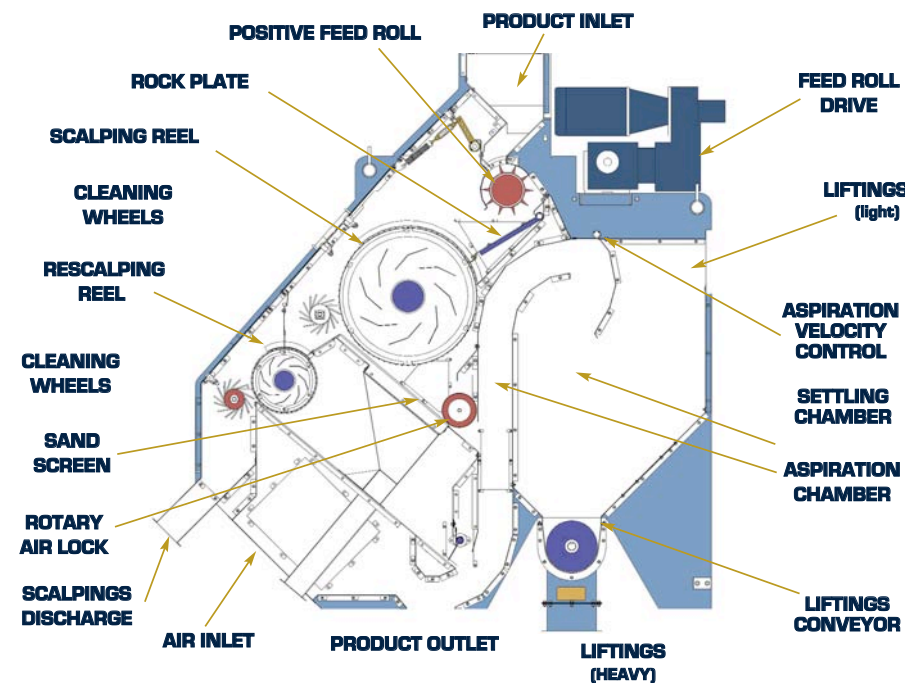 PRODUCT INLET
POSITIVE FEED ROLL
ROCK PLATE
FEED ROLL
DRIVE
SCALPING REEL
CLEANING
WHEELS
LIFTINGS
(light)
RESCALPING
REEL
ASPIRATION
VELOCITY
CONTROL
CLEANING
WHEELS
SETTLING
CHAMBER
SAND
SCREEN
ASPIRATION
CHAMBER
ROTARY
AIR LOCK
SCALPINGS
DISCHARGE
LIFTINGS
CONVEYOR
AIR INLET
PRODUCT OUTLET
LIFTINGS
(HEAVY)